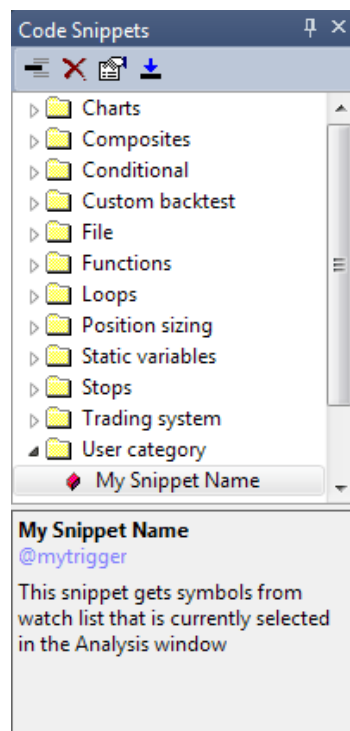 Code Snippets
Charts
Composites
Conditional
Custom backtest
File
Functions
Loops
Position sizing
Static variables
Stops
Trading system
User category
My Snippet Name
My Snippet Name
@mytrigger
This snippet gets symbols from
watch list that is currently selected
in the Analysis window